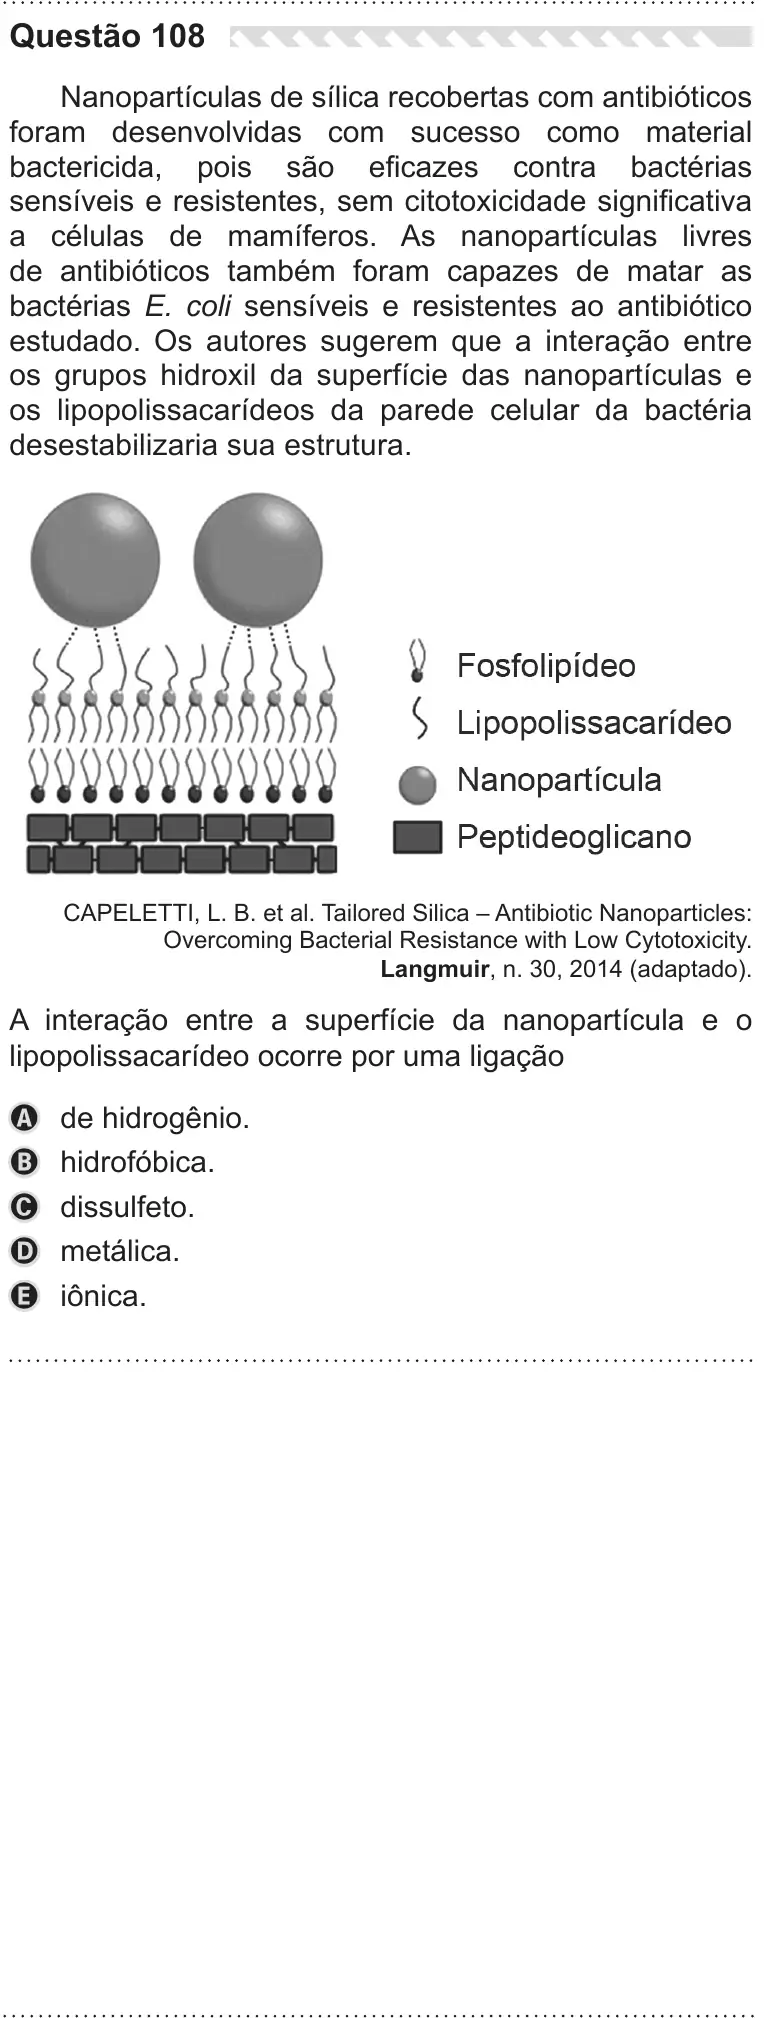 Questão 108
Nanopartículas de sílica recobertas com antibióticos
foram desenvolvidas com sucesso como material
bactericida, pois são eficazes contra bactérias
sensíveis e resistentes, sem citotoxicidade significativa
a células de mamíferos. As nanopartículas livres
de antibióticos também foram capazes de matar as
bactérias E. coli sensíveis e resistentes ao antibiótico
estudado. Os autores sugerem que a interação entre
os grupos hidroxil da superfície das nanopartículas e
os lipopolissacarídeos da parede celular da bactéria
desestabilizaria sua estrutura.
Fosfolipídeo
Lipopolissacarídeo
Nanopartícula
Peptideoglicano
CAPELETTI, L. B. et al. Tailored Silica – Antibiotic Nanoparticles:
Overcoming Bacterial Resistance with Low Cytotoxicity.
Langmuir, n. 30, 2014 (adaptado).
A interação entre a superfície da nanopartícula e o
lipopolissacarídeo ocorre por uma ligação
A de hidrogênio.
B hidrofóbica.
C dissulfeto.
D metálica.
E iônica.